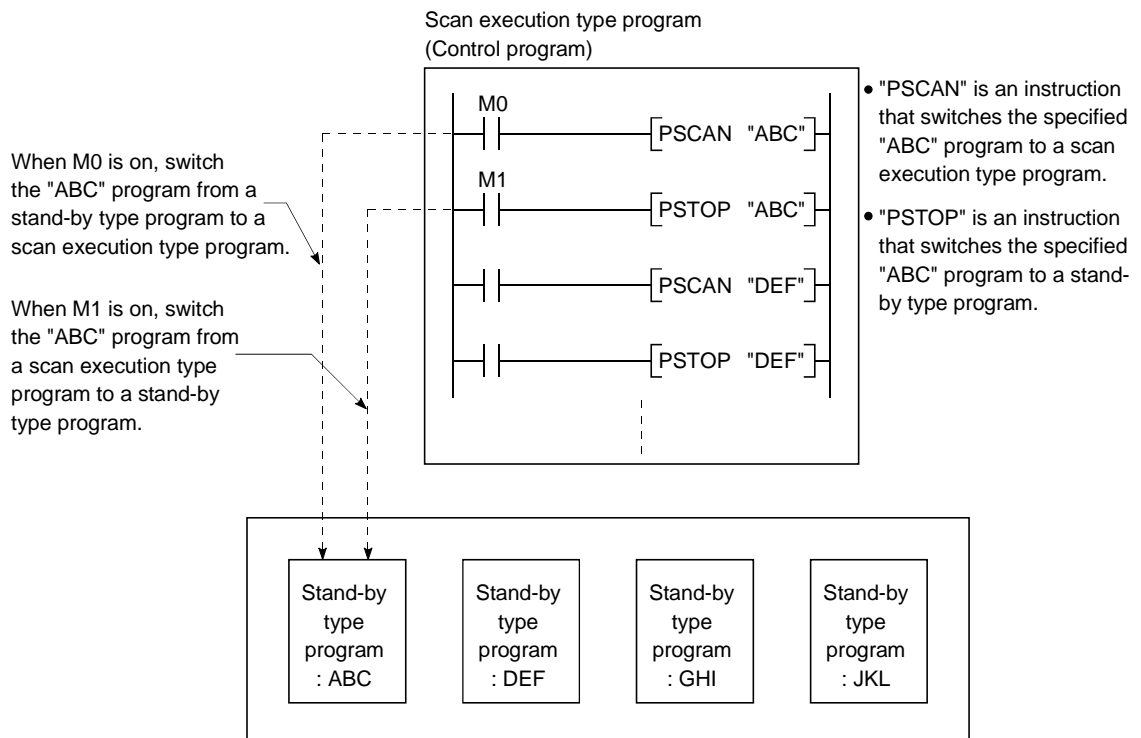 Scan execution type program
(Control program)
M0
PSCAN "ABC"
M1
PSTOP "ABC"
PSCAN "DEF"
PSTOP "DEF"
• "PSCAN" is an instruction
that switches the specified
"ABC" program to a scan
execution type program.
• "PSTOP" is an instruction
that switches the specified
"ABC" program to a stand-
by type program.
When M0 is on, switch
the "ABC" program from a
stand-by type program to a
scan execution type program.
When M1 is on, switch
the "ABC" program from
a scan execution type
program to a stand-by
type program.
Stand-by
type
program
: ABC
Stand-by
type
program
: DEF
Stand-by
type
program
: GHI
Stand-by
type
program
: JKL